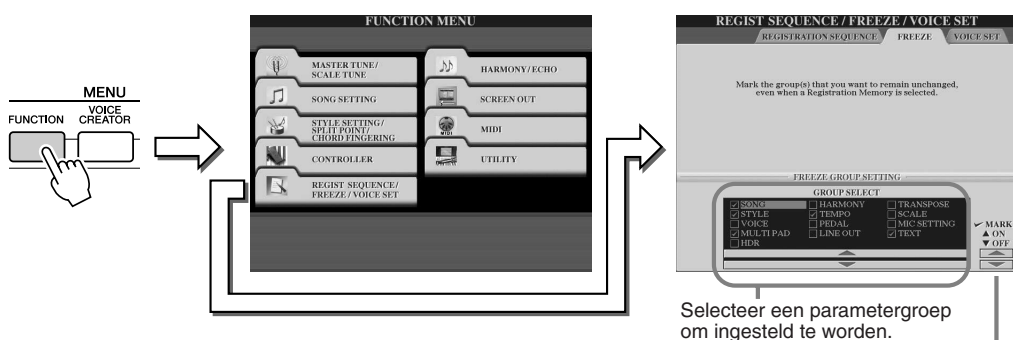 MENU
FUNCTION
VOICE
CREATOR
FUNCTION MENU
MASTER TUNE/
SCALE TUNE
SONG SETTING
STYLE SETTING/
SPLIT POINT/
CHORD FINGERING
CONTROLLER
REGIST SEQUENCE/
FREEZE / VOICE SET
HARMONY/ECHO
SCREEN OUT
MIDI
MIDI
UTILITY
REGIST SEQUENCE / FREEZE / VOICE SET
REGISTRATION SEQUENCE FREEZE VOICE SET
Mark the group(s) that you want to remain unchanged,
even when a Registration Memory is selected.
FREEZE GROUP SETTING
GROUP SELECT
SONG HARMONY TRANSPOSE
STYLE TEMPO SCALE
VOICE PEDAL MIC SETTING
MULTI PAD LINE OUT TEXT
HDR
MARK
▲ ON
▼ OFF
Selecteer een parametergroep
om ingesteld te worden.